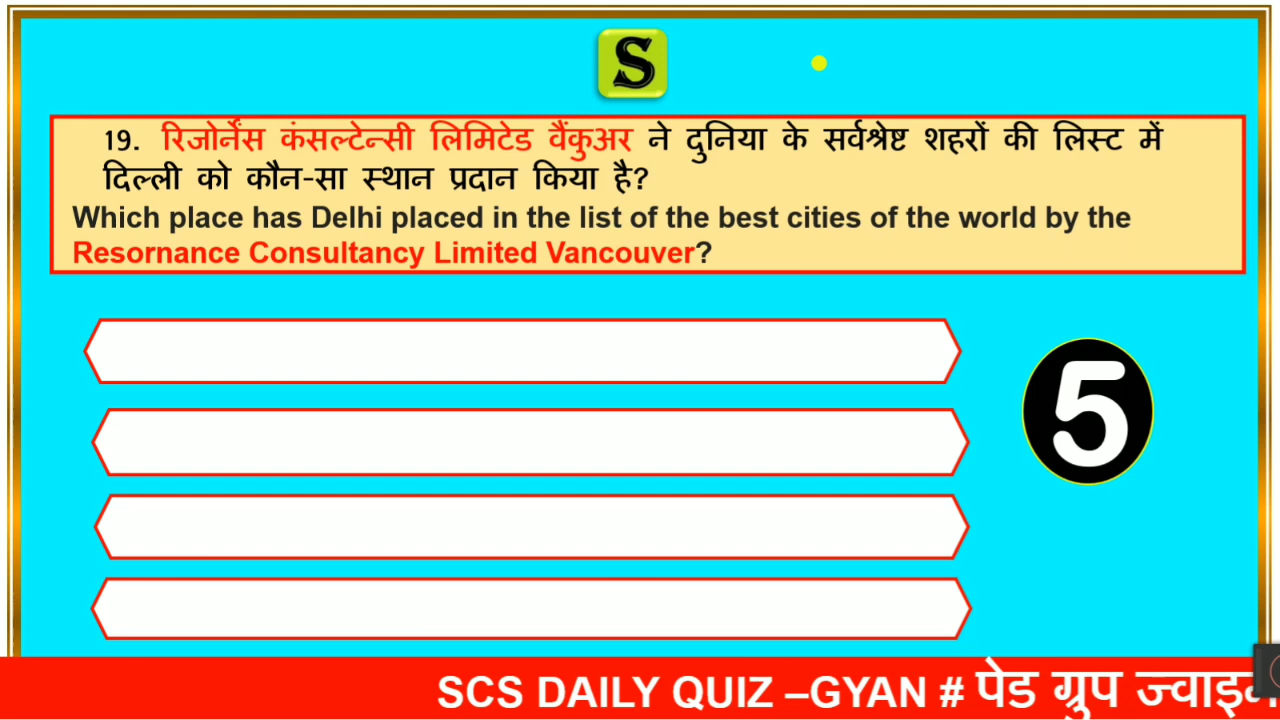 S
19. रिजोर्नेंस कंसल्टेन्सी लिमिटेड वैंकुअर ने दुनिया के सर्वश्रेष्ट शहरों की लिस्ट में
दिल्ली को कौन-सा स्थान प्रदान किया है?
Which place has Delhi placed in the list of the best cities of the world by the
Resornance Consultancy Limited Vancouver?
5
SCS DAILY QUIZ –GYAN # पेड ग्रुप